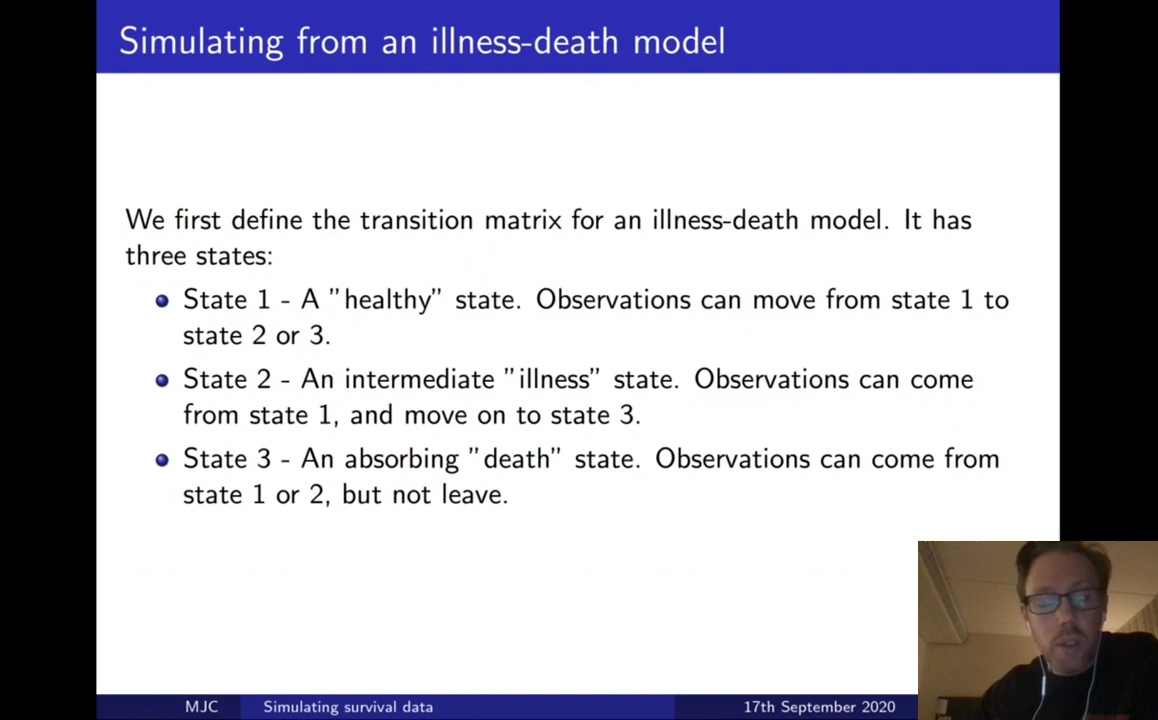 Simulating from an illness-death model
We first define the transition matrix for an illness-death model. It has
three states:
State 1 - A ”healthy” state. Observations can move from state 1 to
state 2 or 3.
State 2 - An intermediate ”illness” state. Observations can come
from state 1, and move on to state 3.
State 3 - An absorbing ”death” state. Observations can come from
state 1 or 2, but not leave.
MJC Simulating survival data 17th September 2020